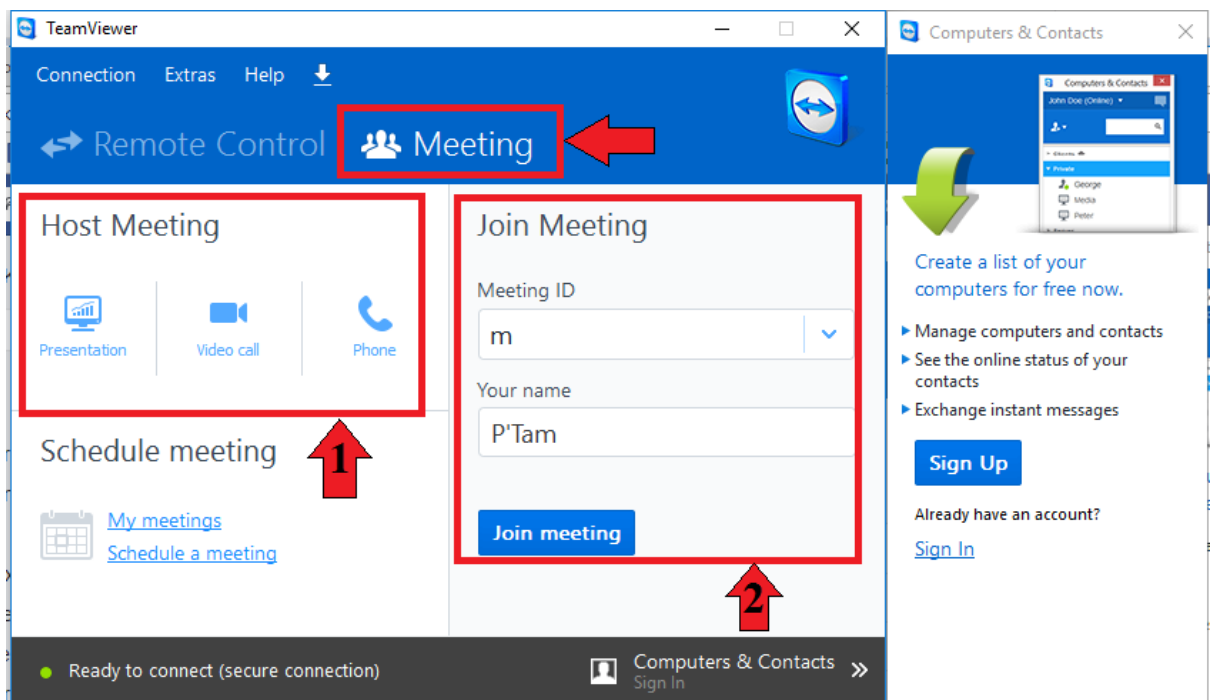 TeamViewer
Connection Extras Help
Remote Control Meeting
Host Meeting
Presentation
Video call
Phone
1
Schedule meeting
My meetings
Schedule a meeting
Join Meeting
Meeting ID
m
Your name
P'Tam
Join meeting
2
Ready to connect (secure connection)
Computers & Contacts
Sign In
Computers & Contacts
Computers & Contacts
John Doe (Online)
Private
George
Media
Peter
Create a list of your
computers for free now.
Manage computers and contacts
See the online status of your
contacts
Exchange instant messages
Sign Up
Already have an account?
Sign In